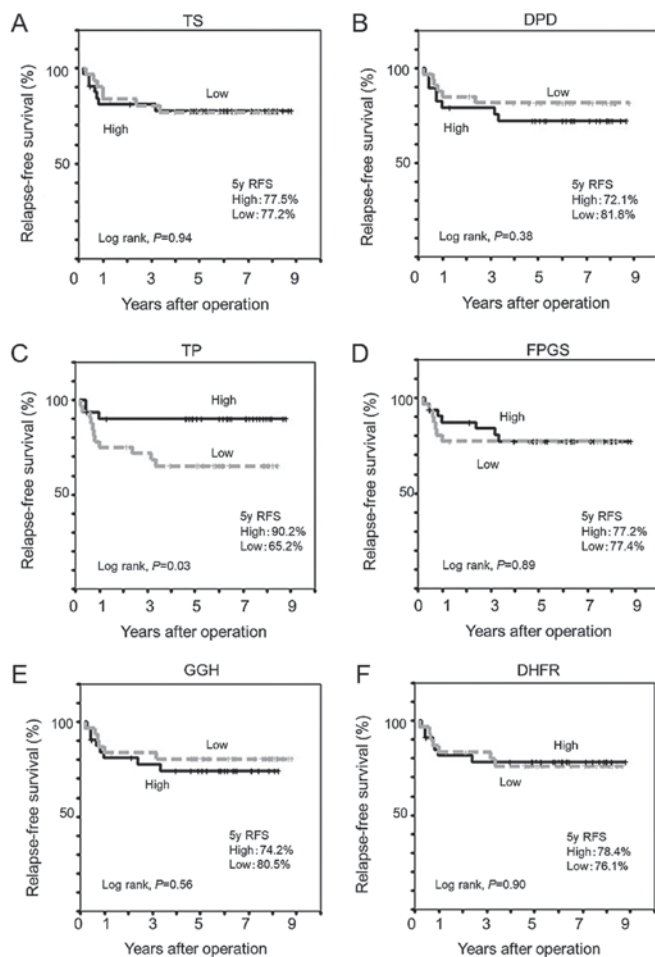 A
TS
Relapse-free survival (%)
100
50
Low
High
5y RFS
High:77.5%
Low:77.2%
Log rank, P=0.94
0 1 3 5 7 9
Years after operation
B
DPD
Relapse-free survival (%)
100
50
Low
High
5y RFS
High:72.1%
Low:81.8%
Log rank, P=0.38
0 1 3 5 7 9
Years after operation
C
TP
Relapse-free survival (%)
100
50
High
Low
5y RFS
High:90.2%
Low:65.2%
Log rank, P=0.03
0 1 3 5 7 9
Years after operation
D
FPGS
Relapse-free survival (%)
100
50
High
Low
5y RFS
High:77.2%
Low:77.4%
Log rank, P=0.89
0 1 3 5 7 9
Years after operation
E
GGH
Relapse-free survival (%)
100
50
Low
High
5y RFS
High:74.2%
Low:80.5%
Log rank, P=0.56
0 1 3 5 7 9
Years after operation
F
DHFR
Relapse-free survival (%)
100
50
High
Low
5y RFS
High:78.4%
Low:76.1%
Log rank, P=0.90
0 1 3 5 7 9
Years after operation